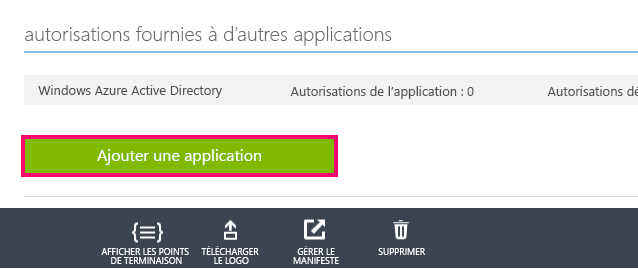 autorisations fournies à d'autres applications
Windows Azure Active Directory Autorisations de l'application : 0 Autorisations dé
Ajouter une application
AFFICHER LES POINTS DE TERMINAISON
TÉLÉCHARGER LE LOGO
GÉRER LE MANIFESTE
SUPPRIMER